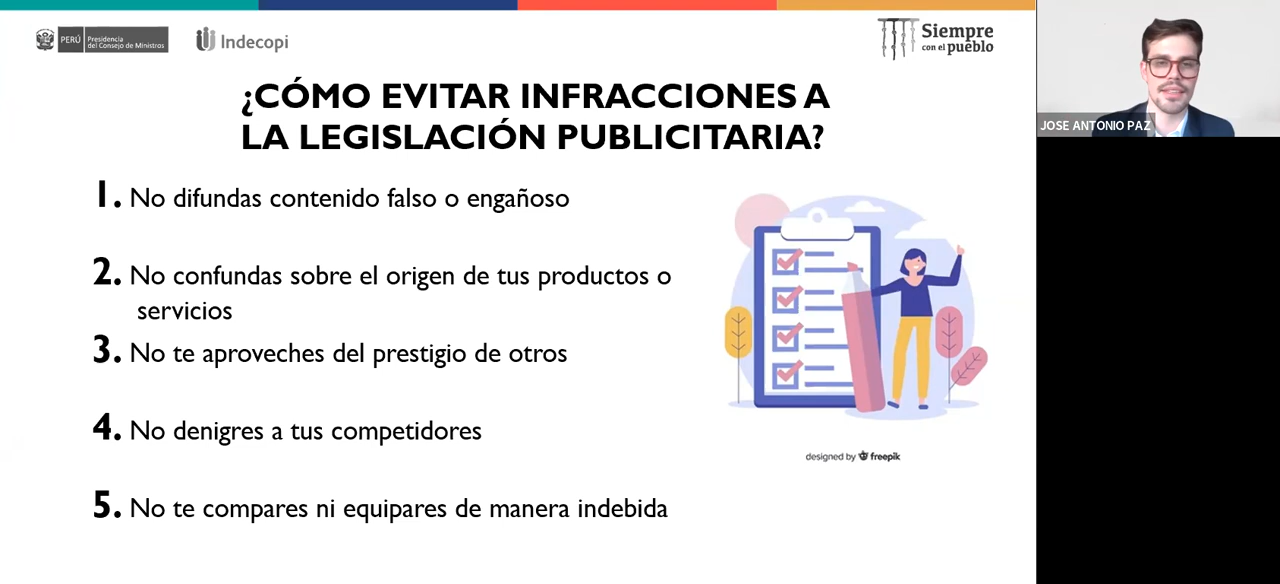 PERÚ
Presidencia
del Consejo de Ministros
Indecopi
Siempre
con el pueblo
¿CÓMO EVITAR INFRACCIONES A
LA LEGISLACIÓN PUBLICITARIA?
1. No difundas contenido falso o engañoso
2. No confundas sobre el origen de tus productos o
servicios
3. No te aproveches del prestigio de otros
4. No denigres a tus competidores
5. No te compares ni equipares de manera indebida
designed by freepik
JOSE ANTONIO PAZ